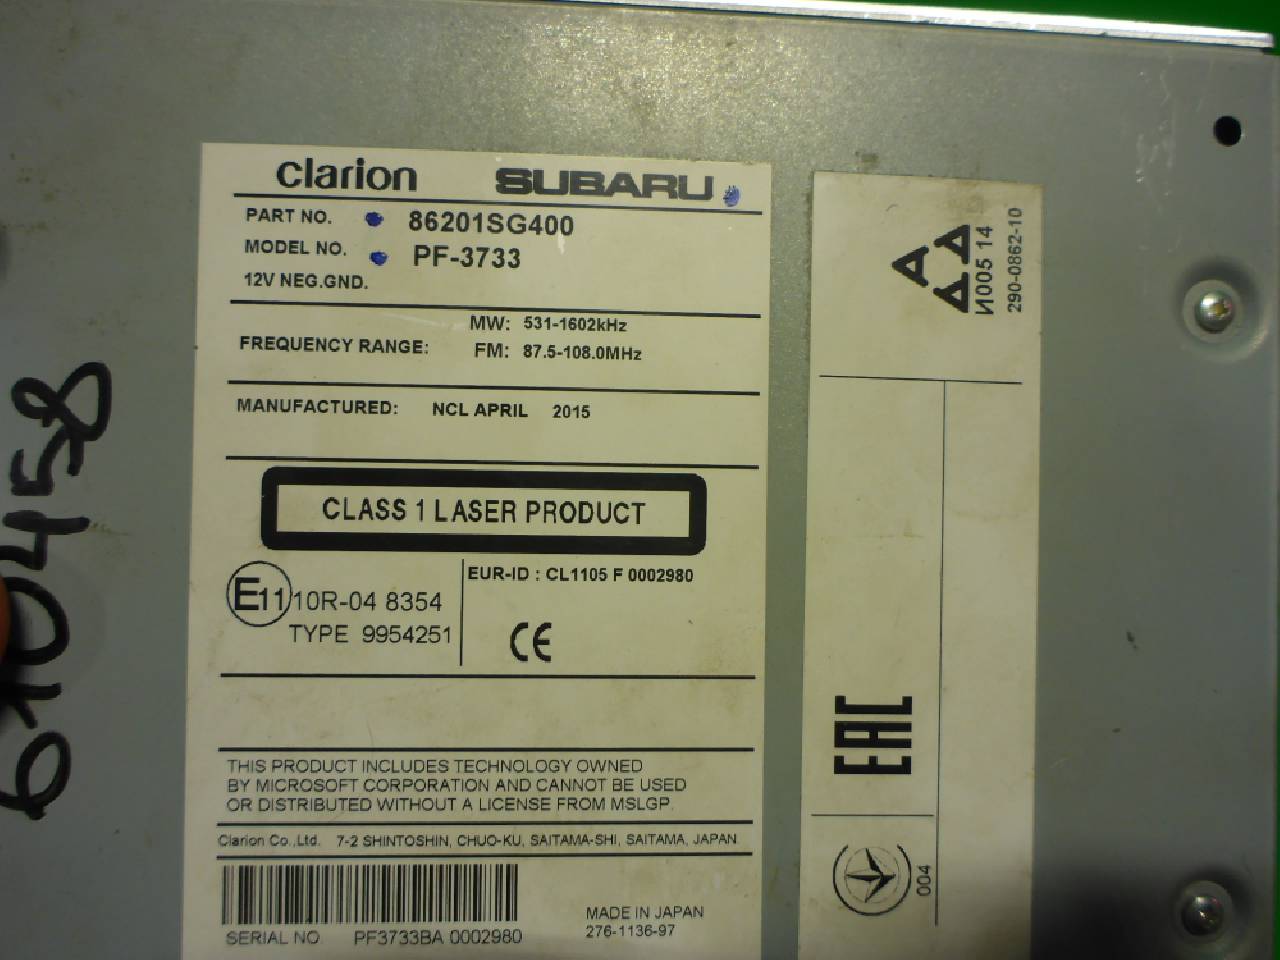 clarion SUBARU
PART NO. 86201SG400
MODEL NO. PF-3733
12V NEG.GND.
FREQUENCY RANGE: MW: 531-1602kHz
FM: 87.5-108.0MHz
MANUFACTURED: NCL APRIL 2015
CLASS 1 LASER PRODUCT
E11 10R-04 8354
TYPE 9954251
EUR-ID : CL1105 F 0002980
CE
THIS PRODUCT INCLUDES TECHNOLOGY OWNED
BY MICROSOFT CORPORATION AND CANNOT BE USED
OR DISTRIBUTED WITHOUT A LICENSE FROM MSLGP.
Clarion Co.,Ltd. 7-2 SHINTOSHIN, CHUO-KU, SAITAMA-SHI, SAITAMA, JAPAN
SERIAL NO. PF3733BA 0002980
MADE IN JAPAN
276-1136-97
И005 14
290-0862-10
EAC
004